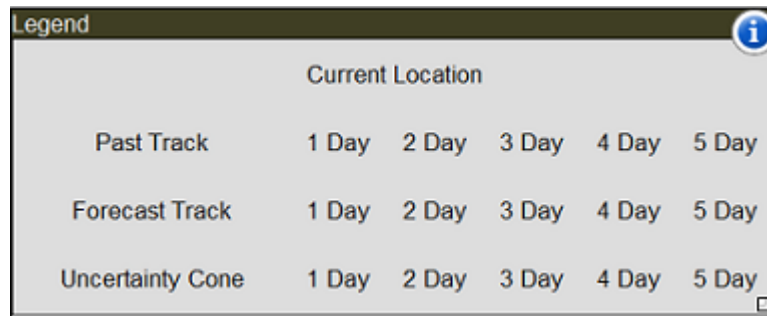 Legend
Current Location
Past Track 1 Day 2 Day 3 Day 4 Day 5 Day
Forecast Track 1 Day 2 Day 3 Day 4 Day 5 Day
Uncertainty Cone 1 Day 2 Day 3 Day 4 Day 5 Day